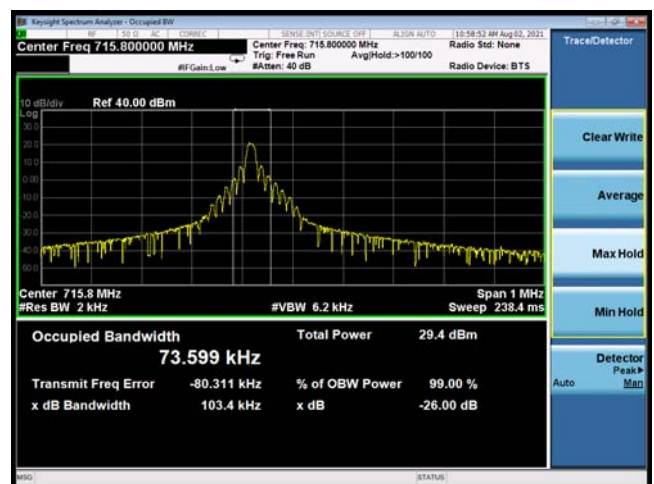 Keysight Spectrum Analyzer - Occupied BW
RF 50 Ω AC CORREC SENSE:INT SOURCE OFF ALIGN AUTO 10:58:52 AM Aug 02, 2021
Center Freq 715.800000 MHz Center Freq: 715.800000 MHz Radio Std: None
Trig: Free Run Avg|Hold:>100/100
#IFGain:Low #Atten: 40 dB Radio Device: BTS
Trace/Detector
10 dB/div Ref 40.00 dBm
Log
30.0
20.0
10.0
0.00
-10.0
-20.0
-30.0
-40.0
-50.0
Center 715.8 MHz Span 1 MHz
#Res BW 2 kHz #VBW 6.2 kHz Sweep 238.4 ms
Occupied Bandwidth Total Power 29.4 dBm
73.599 kHz
Transmit Freq Error -80.311 kHz % of OBW Power 99.00 %
x dB Bandwidth 103.4 kHz x dB -26.00 dB
Clear Write
Average
Max Hold
Min Hold
Detector
Peak▶
Auto Man
MSG STATUS